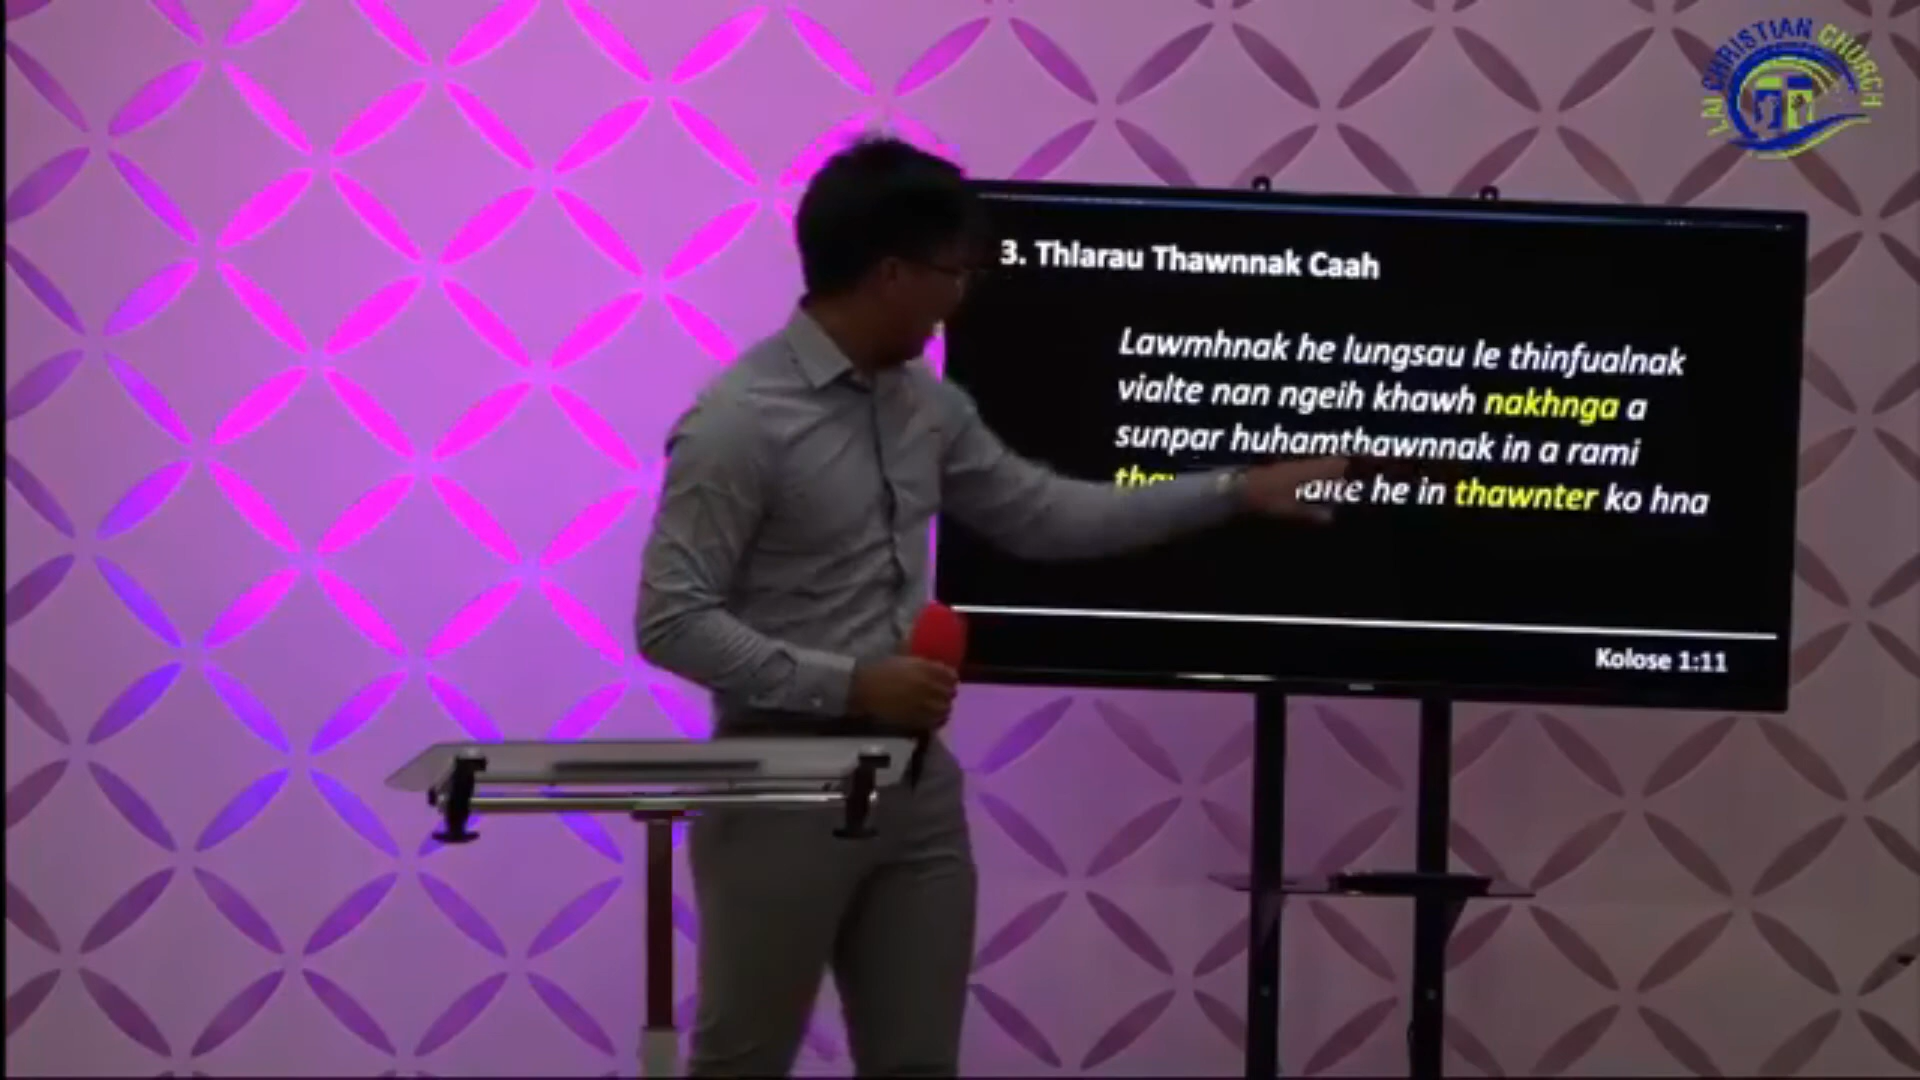 LAI CHRISTIAN CHURCH
3. Thlarau Thawnnak Caah
Lawmhnak he lungsau le thinfualnak
vialte nan ngeih khawh nakhnga a
sunpar huhamthawnnak in a rami
he in thawnter ko hna
Kolose 1:11